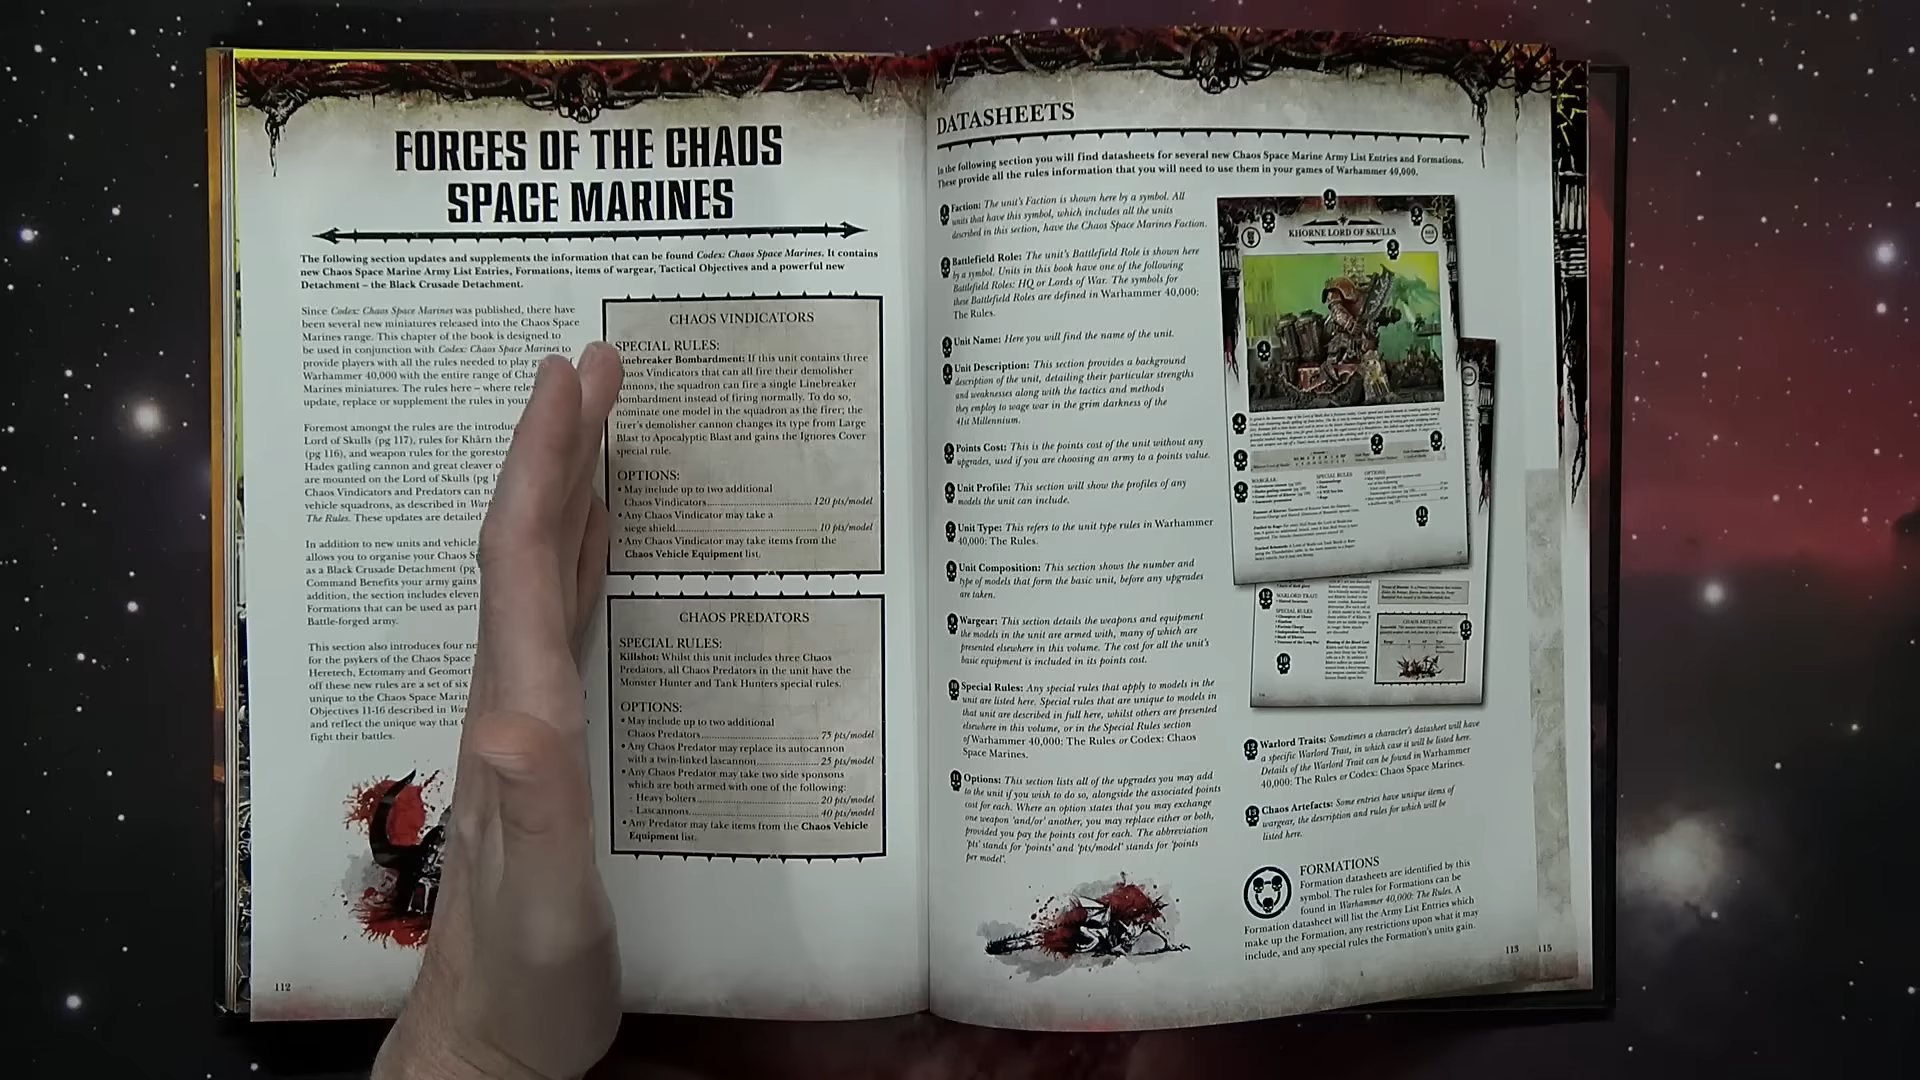 FORCES OF THE CHAOS
SPACE MARINES
The following section updates and supplements the information that can be found Codex: Chaos Space Marines. It contains
new Chaos Space Marine Army List Entries, Formations, items of wargear, Tactical Objectives and a powerful new
Detachment – the Black Crusade Detachment.
Since Codex: Chaos Space Marines was published, there have
been several new miniatures released into the Chaos Space
Marines range. This chapter of the book is designed to
be used in conjunction with Codex: Chaos Space Marines to
provide players with all the rules needed to play
Warhammer 40,000 with the entire range of
Marines miniatures. The rules here – where
update, replace or supplement the rules in your
Foremost amongst the rules are the
Lord of Skulls (pg 117), rules for Khârn the
(pg 116), and weapon rules for the
Hades gatling cannon and great cleaver of
are mounted on the Lord of Skulls (pg
Chaos Vindicators and Predators can
vehicle squadrons, as described in
The Rules. These updates are detailed
In addition to new units and vehicle
allows you to organise your Chaos
as a Black Crusade Detachment (pg
Command Benefits your army gains
addition, the section includes eleven
Formations that can be used as part
Battle-forged army.
This section also introduces four
for the psykers of the Chaos Space
Heretech, Ectomany and
off these new rules are a set of six
unique to the Chaos Space
Objectives 11-16 described in
and reflect the unique way that
fight their battles.
CHAOS VINDICATORS
SPECIAL RULES:
Linebreaker Bombardment: If this unit contains three
Chaos Vindicators that can all fire their demolisher
cannons, the squadron can fire a single Linebreaker
Bombardment instead of firing normally. To do so,
nominate one model in the squadron as the firer; the
firer's demolisher cannon changes its type from Large
Blast to Apocalyptic Blast and gains the Ignores Cover
special rule.
OPTIONS:
• May include up to two additional
Chaos Vindicators 120 pts/model
• Any Chaos Vindicator may take a
siege shield 10 pts/model
• Any Chaos Vindicator may take items from the
Chaos Vehicle Equipment list.
CHAOS PREDATORS
SPECIAL RULES:
Killshot: Whilst this unit includes three Chaos
Predators, all Chaos Predators in the unit have the
Monster Hunter and Tank Hunters special rules.
OPTIONS:
• May include up to two additional
Chaos Predators 75 pts/model
• Any Chaos Predator may replace its autocannon
with a twin-linked lascannon 25 pts/model
• Any Chaos Predator may take two side sponsons
which are both armed with one of the following:
- Heavy bolters 20 pts/model
- Lascannons 40 pts/model
• Any Predator may take items from the Chaos Vehicle
Equipment list.
112
DATASHEETS
In the following section you will find datasheets for several new Chaos Space Marine Army List Entries and Formations.
These provide all the rules information that you will need to use them in your games of Warhammer 40,000.
Faction: The unit's Faction is shown here by a symbol. All
units that have this symbol, which includes all the units
described in this section, have the Chaos Space Marines Faction.
Battlefield Role: The unit's Battlefield Role is shown here
by a symbol. Units in this book have one of the following
Battlefield Roles: HQ or Lords of War. The symbols for
these Battlefield Roles are defined in Warhammer 40,000:
The Rules.
Unit Name: Here you will find the name of the unit.
Unit Description: This section provides a background
description of the unit, detailing their particular strengths
and weaknesses along with the tactics and methods
they employ to wage war in the grim darkness of the
41st Millennium.
Points Cost: This is the points cost of the unit without any
upgrades, used if you are choosing an army to a points value.
Unit Profile: This section will show the profiles of any
models the unit can include.
Unit Type: This refers to the unit type rules in Warhammer
40,000: The Rules.
Unit Composition: This section shows the number and
type of models that form the basic unit, before any upgrades
are taken.
Wargear: This section details the weapons and equipment
the models in the unit are armed with, many of which are
presented elsewhere in this volume. The cost for all the unit's
basic equipment is included in its points cost.
10 Special Rules: Any special rules that apply to models in the
unit are listed here. Special rules that are unique to models in
that unit are described in full here, whilst others are presented
elsewhere in this volume, or in the Special Rules section
of Warhammer 40,000: The Rules or Codex: Chaos
Space Marines.
11 Options: This section lists all of the upgrades you may add
to the unit if you wish to do so, alongside the associated points
cost for each. Where an option states that you may exchange
one weapon 'and/or' another, you may replace either or both,
provided you pay the points cost for each. The abbreviation
'pts' stands for 'points' and 'pts/model' stands for 'points
per model'.
KHORNE LORD OF SKULLS
WARGEAR
SPECIAL RULES
OPTIONS
WARLORD TRAIT
SPECIAL RULES
CHAOS ARTEFACT
12 Warlord Traits: Sometimes a character's datasheet will have
a specific Warlord Trait, in which case it will be listed here.
Details of the Warlord Trait can be found in Warhammer
40,000: The Rules or Codex: Chaos Space Marines.
13 Chaos Artefacts: Some entries have unique items of
wargear, the description and rules for which will be
listed here.
FORMATIONS
Formation datasheets are identified by this
symbol. The rules for Formations can be
found in Warhammer 40,000: The Rules. A
Formation datasheet will list the Army List Entries which
make up the Formation, any restrictions upon what it may
include, and any special rules the Formation's units gain.
113 115